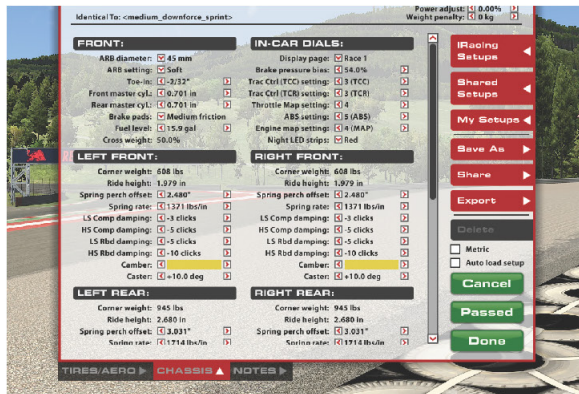 Power adjust: 0.00%
Identical To: <medium_downforce_sprint> Weight penalty: 0 kg
FRONT: IN-CAR DIALS:
ARB diameter: 45 mm Display page: Race 1
ARB setting: Soft Brake pressure bias: 54.0%
Toe-in: -2/32" Trac Ctrl (TCC) setting: 3 (TCC)
Front master cyl.: 0.701 in Trac Ctrl (TCR) setting: 3 (TCR)
Rear master cyl.: 0.701 in Throttle Map setting: 4
Brake pads: Medium friction ABS setting: 5 (ABS)
Fuel level: 15.9 gal Engine map setting: 4 (MAP)
Cross weight: 50.0% Night LED strips: Red
LEFT FRONT: RIGHT FRONT:
Corner weight: 608 lbs Corner weight: 608 lbs
Ride height: 1.979 in Ride height: 1.979 in
Spring perch offset: 2.480" Spring perch offset: 2.480"
Spring rate: 1371 lbs/in Spring rate: 1371 lbs/in
LS Comp damping: -3 clicks LS Comp damping: -3 clicks
HS Comp damping: -5 clicks HS Comp damping: -5 clicks
LS Rbd damping: -5 clicks LS Rbd damping: -5 clicks
HS Rbd damping: -10 clicks HS Rbd damping: -10 clicks
Camber: Camber:
Caster: +10.0 deg Caster: +10.0 deg
LEFT REAR: RIGHT REAR:
Corner weight: 945 lbs Corner weight: 945 lbs
Ride height: 2.680 in Ride height: 2.680 in
Spring perch offset: 3.031" Spring perch offset: 3.031"
Spring rate: 1714 lbs/in Spring rate: 1714 lbs/in
iRacing
Setups
Shared
Setups
My Setups
Save As
Share
Export
Delete
Metric
Auto load setup
Cancel
Passed
Done
TIRES/AERO CHASSIS NOTES